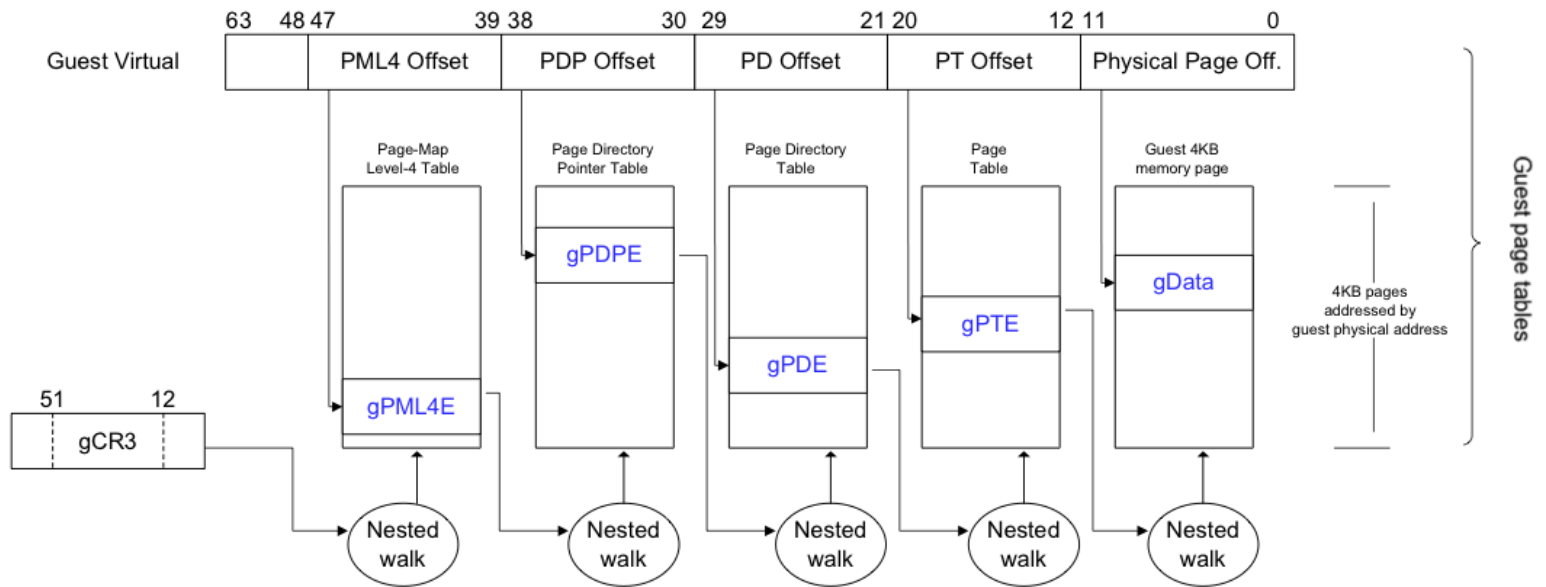 63 48 47 39 38 30 29 21 20 12 11 0
Guest Virtual PML4 Offset PDP Offset PD Offset PT Offset Physical Page Off.
Page-Map
Level-4 Table
Page Directory
Pointer Table
Page Directory
Table
Page
Table
Guest 4KB
memory page
gPML4E
gPDPE
gPDE
gPTE
gData
4KB pages
addressed by
guest physical address
Guest page tables
51 12
gCR3
Nested
walk
Nested
walk
Nested
walk
Nested
walk
Nested
walk